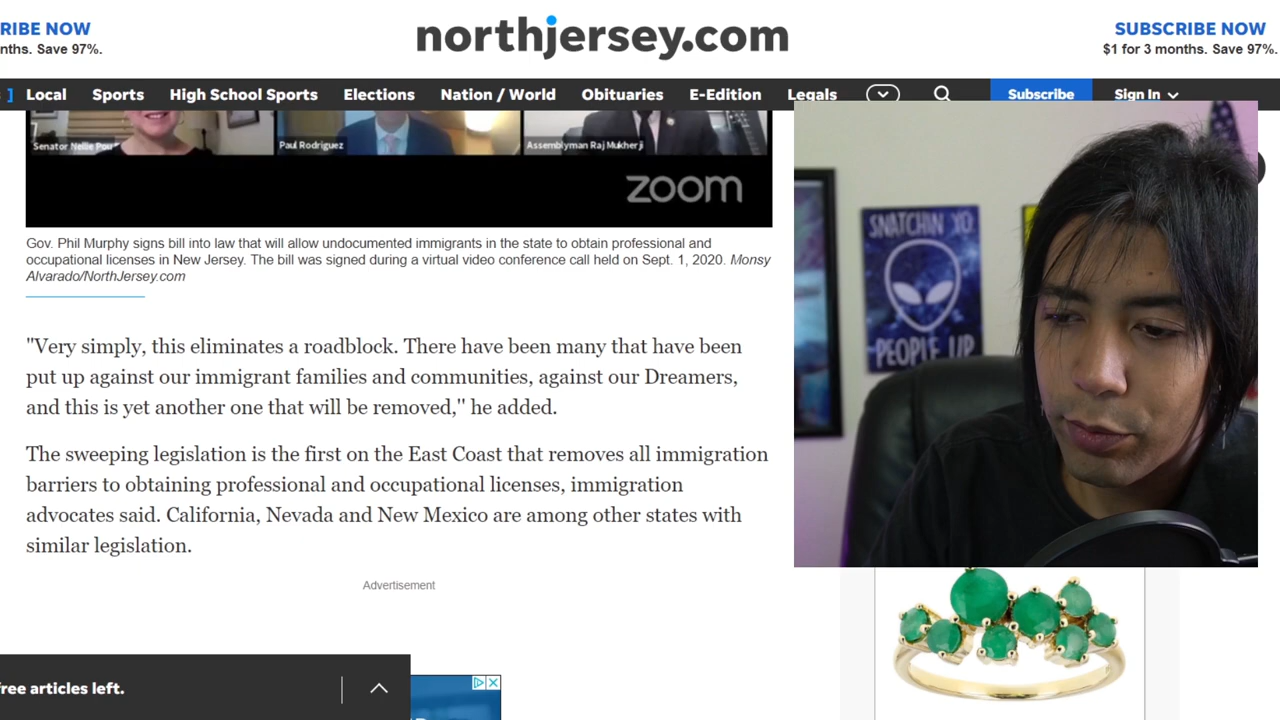 RIBE NOW
nths. Save 97%.
northjersey.com
SUBSCRIBE NOW
$1 for 3 months. Save 97%.
Local Sports High School Sports Elections Nation / World Obituaries E-Edition Legals Subscribe Sign In
Senator Nellie Pou
Paul Rodriguez
Assemblyman Raj Mukherji
zoom
Gov. Phil Murphy signs bill into law that will allow undocumented immigrants in the state to obtain professional and
occupational licenses in New Jersey. The bill was signed during a virtual video conference call held on Sept. 1, 2020. Monsy
Alvarado/NorthJersey.com
"Very simply, this eliminates a roadblock. There have been many that have been
put up against our immigrant families and communities, against our Dreamers,
and this is yet another one that will be removed,'' he added.
The sweeping legislation is the first on the East Coast that removes all immigration
barriers to obtaining professional and occupational licenses, immigration
advocates said. California, Nevada and New Mexico are among other states with
similar legislation.
Advertisement
free articles left.
SNATCHIN YO
PEOPLE UP